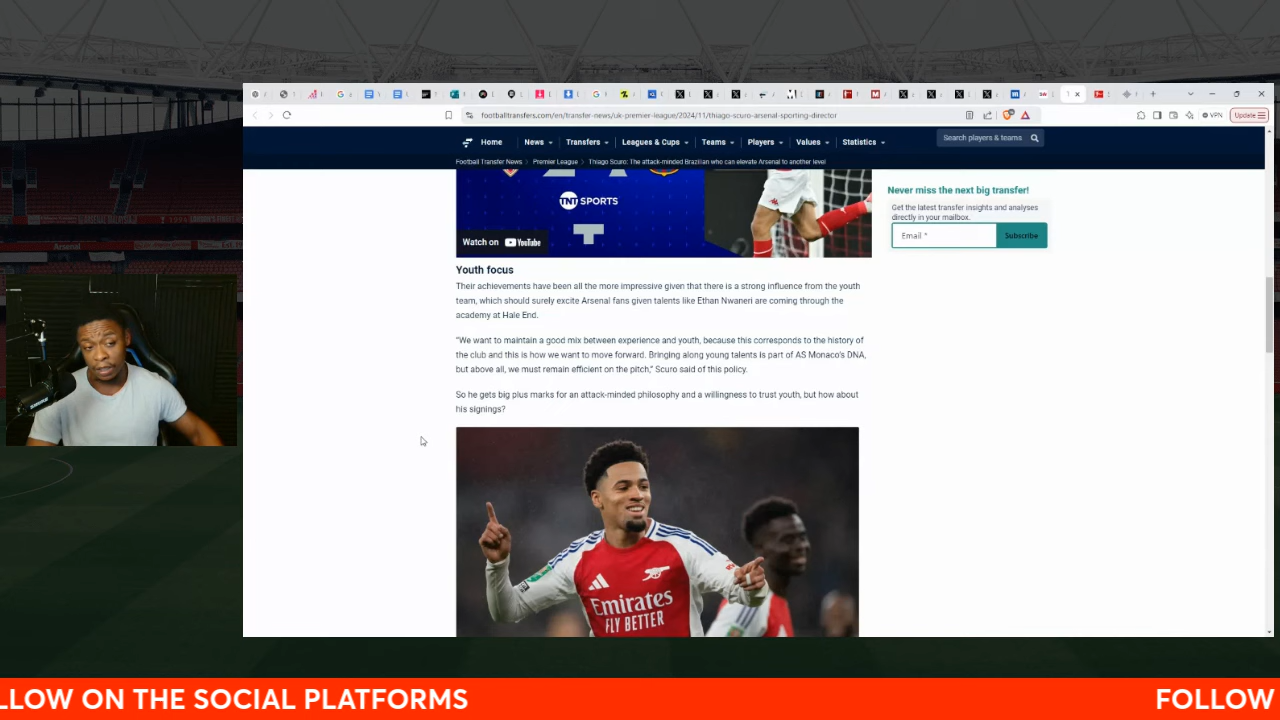 footballtransfers.com/en/transfer-news/uk-premier-league/2024/11/thiago-scuro-arsenal-sporting-director
VPN
Update
Home News Transfers Leagues & Cups Teams Players Values Statistics
Search players & teams
Football Transfer News > Premier League > Thiago Scuro: The attack-minded Brazilian who can elevate Arsenal to another level
TNT SPORTS
Watch on YouTube
Never miss the next big transfer!
Get the latest transfer insights and analyses
directly in your mailbox.
Email *
Subscribe
Youth focus
Their achievements have been all the more impressive given that there is a strong influence from the youth
team, which should surely excite Arsenal fans given talents like Ethan Nwaneri are coming through the
academy at Hale End.
"We want to maintain a good mix between experience and youth, because this corresponds to the history of
the club and this is how we want to move forward. Bringing along young talents is part of AS Monaco's DNA,
but above all, we must remain efficient on the pitch," Scuro said of this policy.
So he gets big plus marks for an attack-minded philosophy and a willingness to trust youth, but how about
his signings?
Emirates
FLY BETTER
Arsenal
LLOW ON THE SOCIAL PLATFORMS
FOLLOW